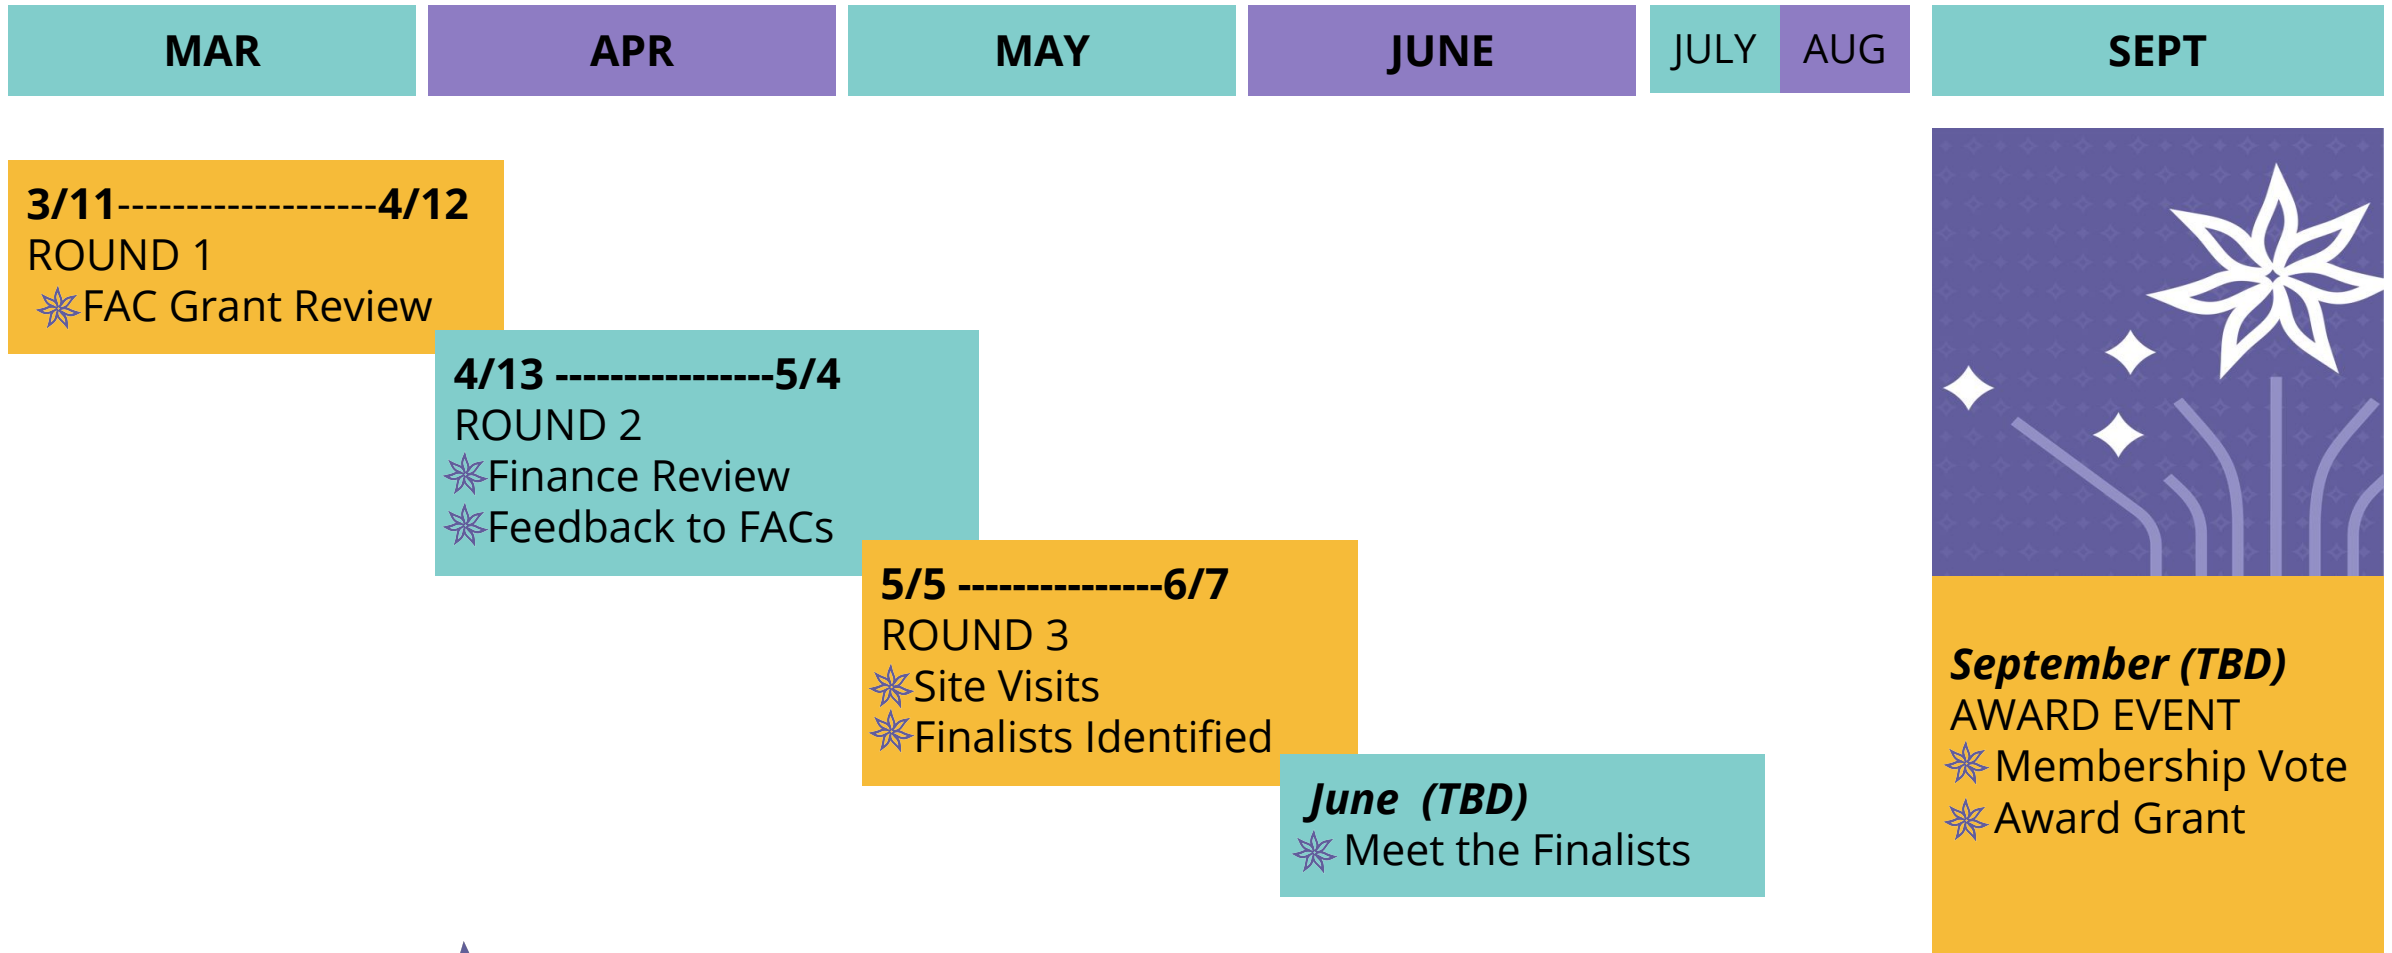 MAR
APR
MAY
JUNE
JULY
AUG
SEPT
3/11-------------------4/12
ROUND 1
FAC Grant Review
4/13 ----------------5/4
ROUND 2
Finance Review
Feedback to FACs
5/5 ---------------6/7
ROUND 3
Site Visits
Finalists Identified
June (TBD)
Meet the Finalists
September (TBD)
AWARD EVENT
Membership Vote
Award Grant